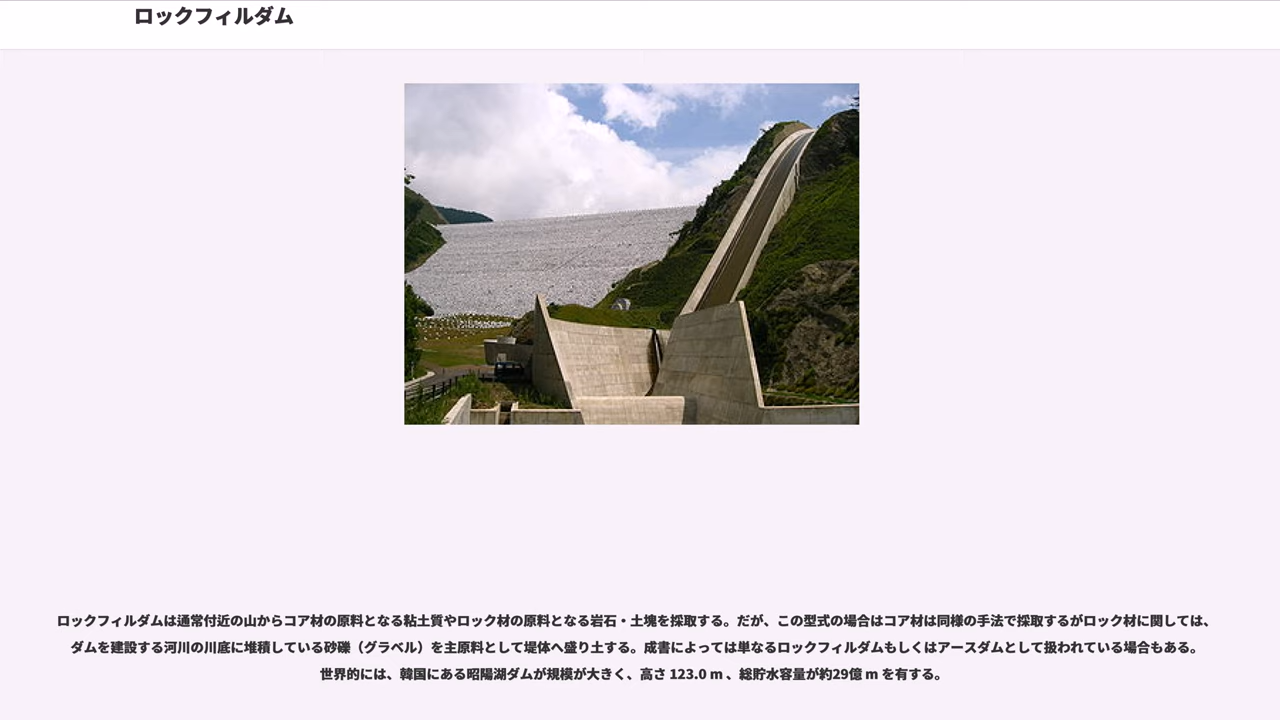 ロックフィルダム
ロックフィルダムは通常付近の山からコア材の原料となる粘土質やロック材の原料となる岩石・土塊を採取する。だが、この型式の場合はコア材は同様の手法で採取するがロック材に関しては、
ダムを建設する河川の川底に堆積している砂礫（グラベル）を主原料として堤体へ盛り土する。成書によっては単なるロックフィルダムもしくはアースダムとして扱われている場合もある。
世界的には、韓国にある昭陽湖ダムが規模が大きく、高さ 123.0 m 、総貯水容量が約29億 m を有する。